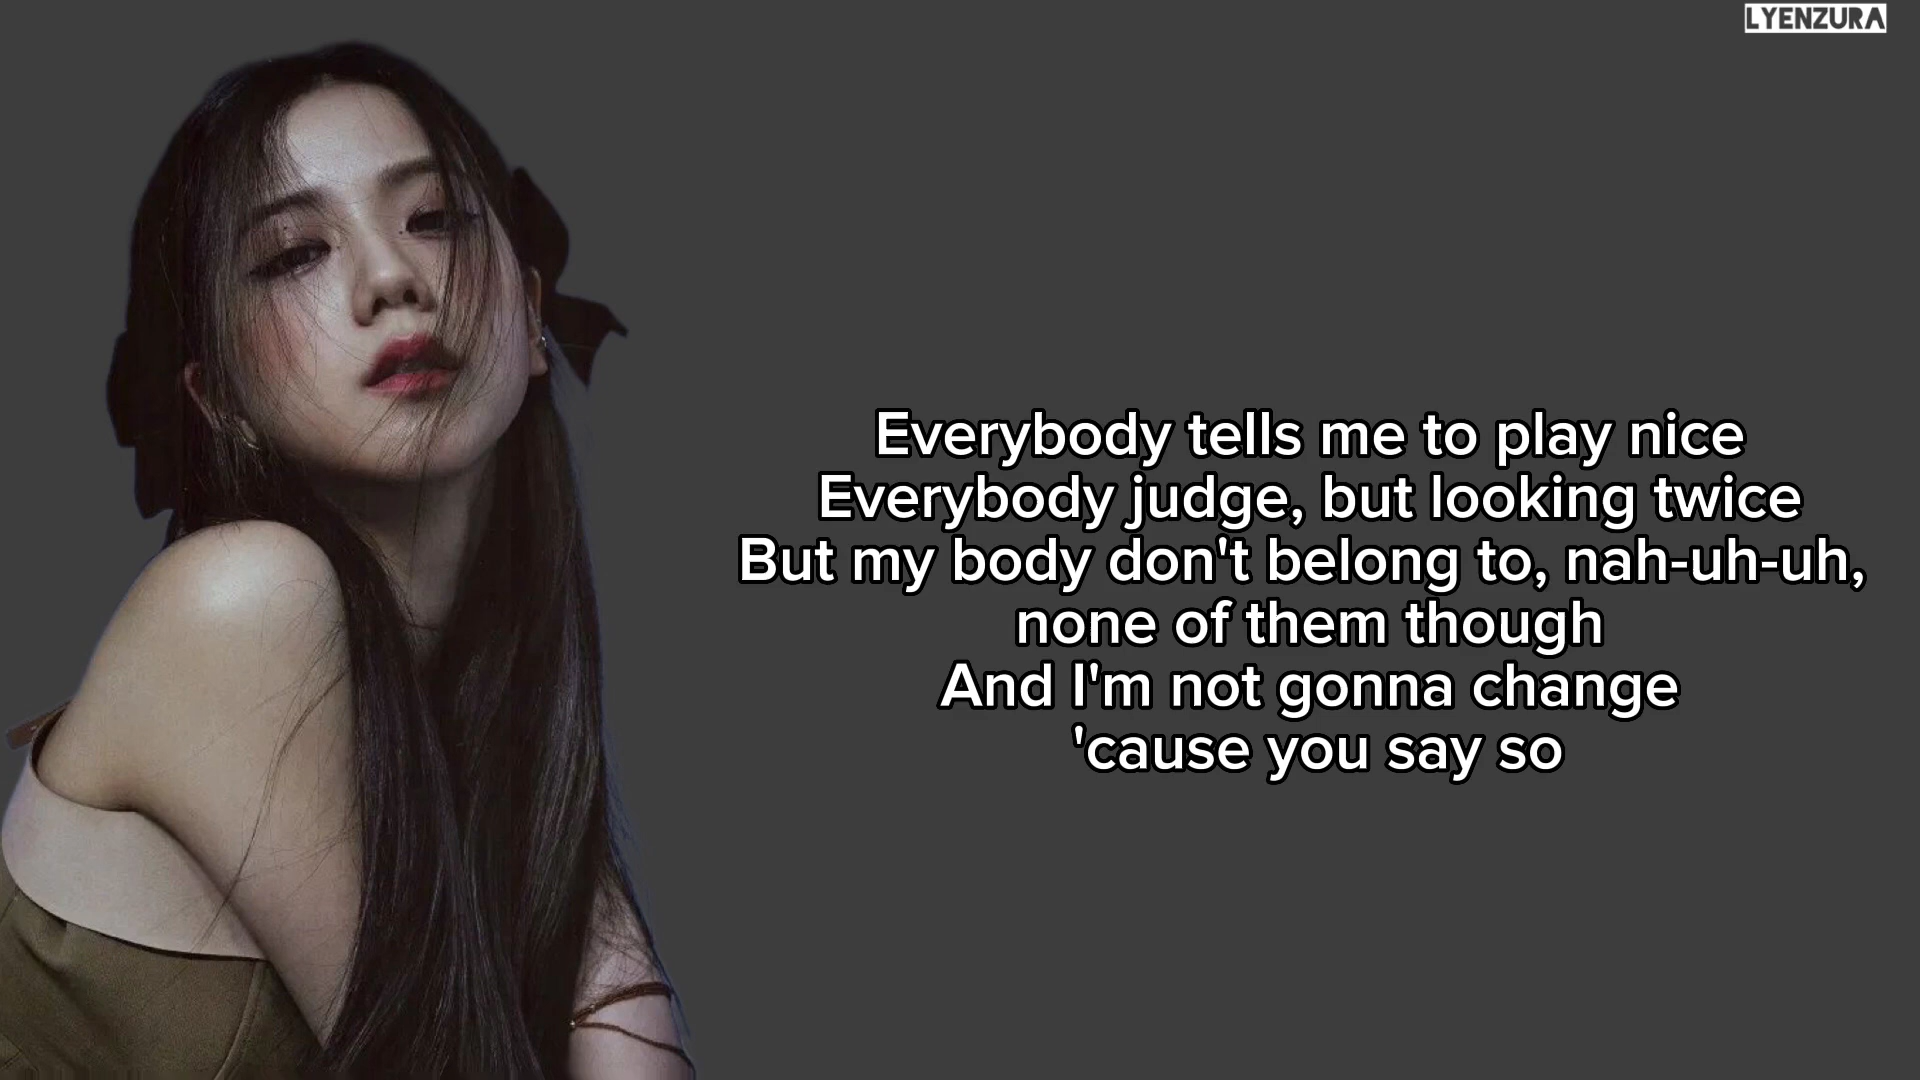 LYENZURA
Everybody tells me to play nice
Everybody judge, but looking twice
But my body don't belong to, nah-uh-uh,
none of them though
And I'm not gonna change
'cause you say so